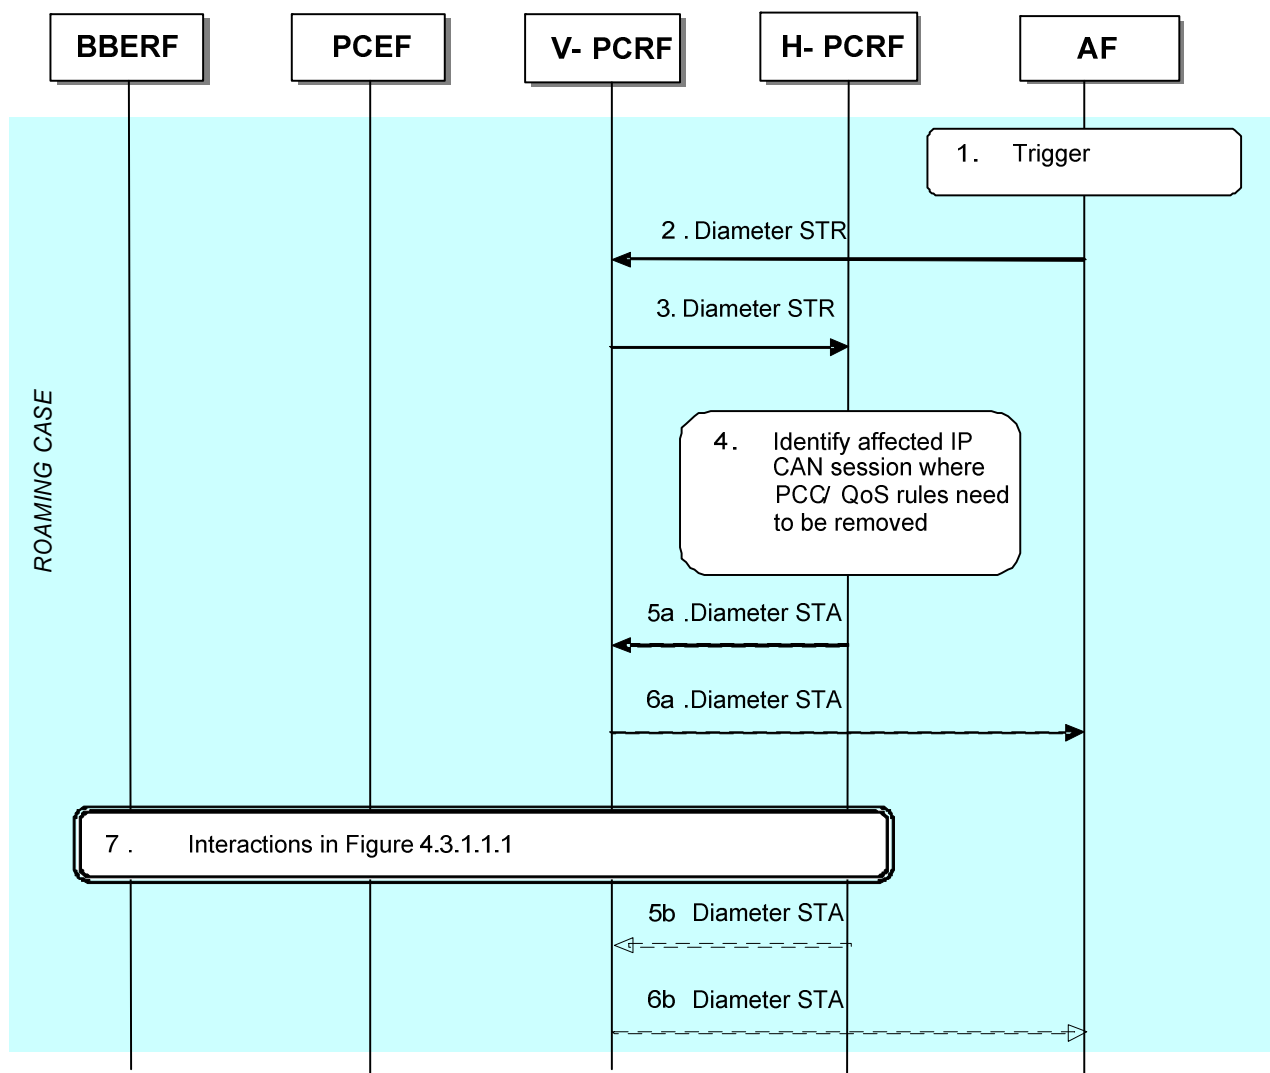 BBERF
PCEF
V- PCRF
H- PCRF
AF
1. Trigger
2 . Diameter STR
3. Diameter STR
ROAMING CASE
4. Identify affected IP
CAN session where
PCC/ QoS rules need
to be removed
5a .Diameter STA
6a .Diameter STA
7 . Interactions in Figure 4.3.1.1.1
5b Diameter STA
6b Diameter STA